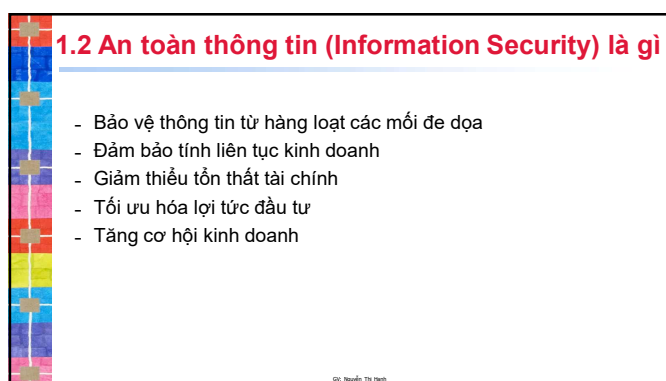 1.2 An toàn thông tin (Information Security) là gì
- Bảo vệ thông tin từ hàng loạt các mối đe dọa
- Đảm bảo tính liên tục kinh doanh
- Giảm thiểu tổn thất tài chính
- Tối ưu hóa lợi tức đầu tư
- Tăng cơ hội kinh doanh
GV: Nguyễn Thị Hạnh